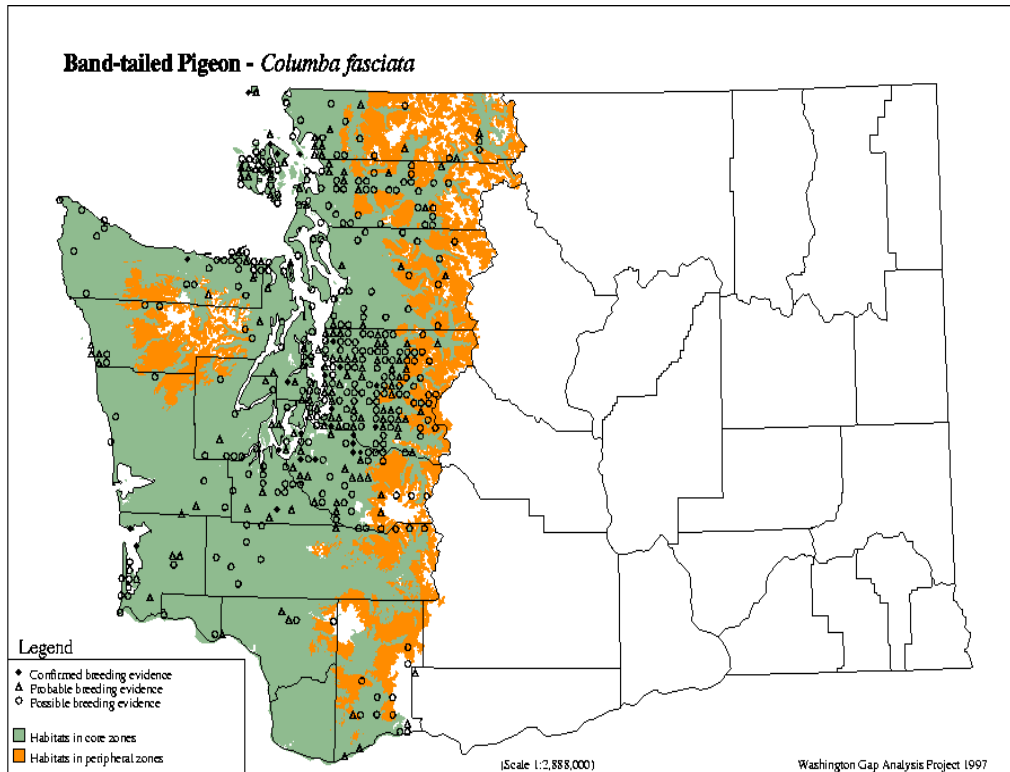 Band-tailed Pigeon - Columba fasciata
Legend
Confirmed breeding evidence
Probable breeding evidence
Possible breeding evidence
Habitats in core zones
Habitats in peripheral zones
(Scale 1:2,888,000)
Washington Gap Analysis Project 1997